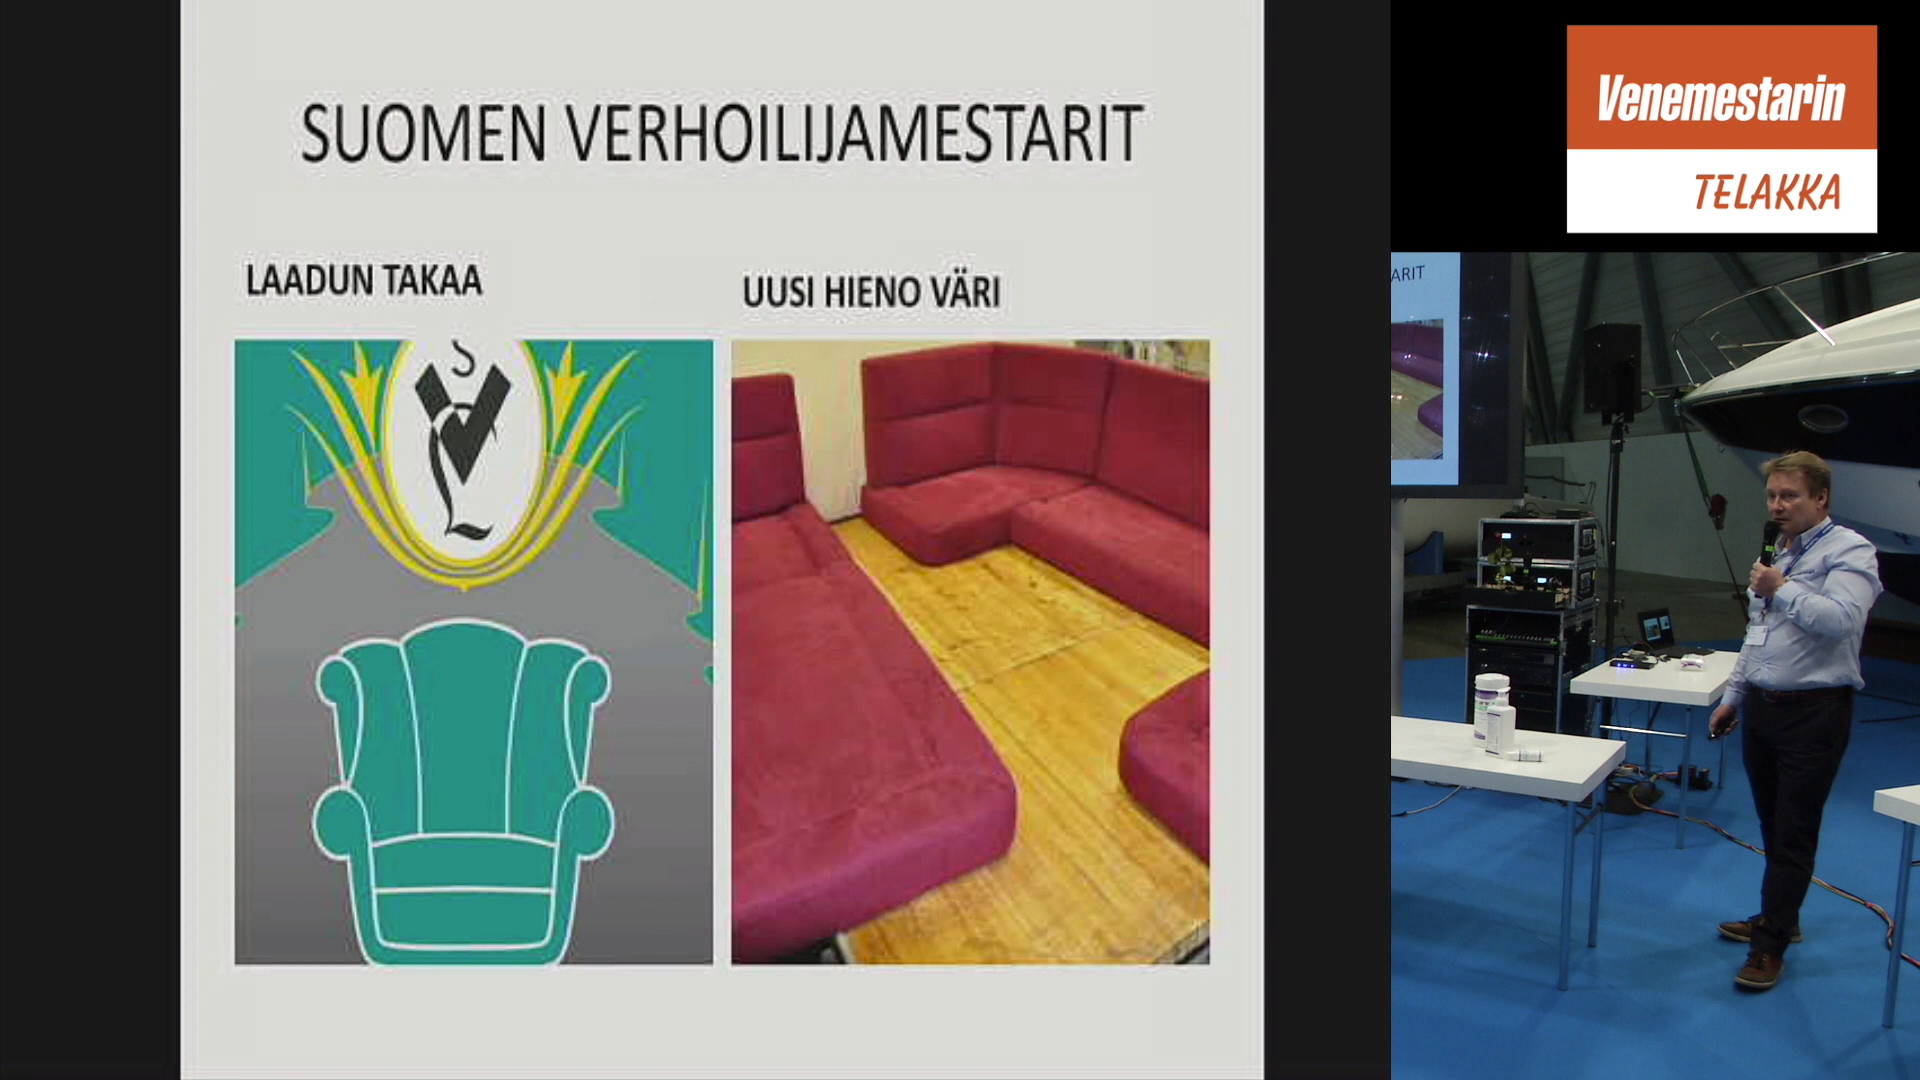 SUOMEN VERHOILIJAMESTARIT
LAADUN TAKAA
UUSI HIENO VÄRI
Venemestarin
TELAKKA
ARIT